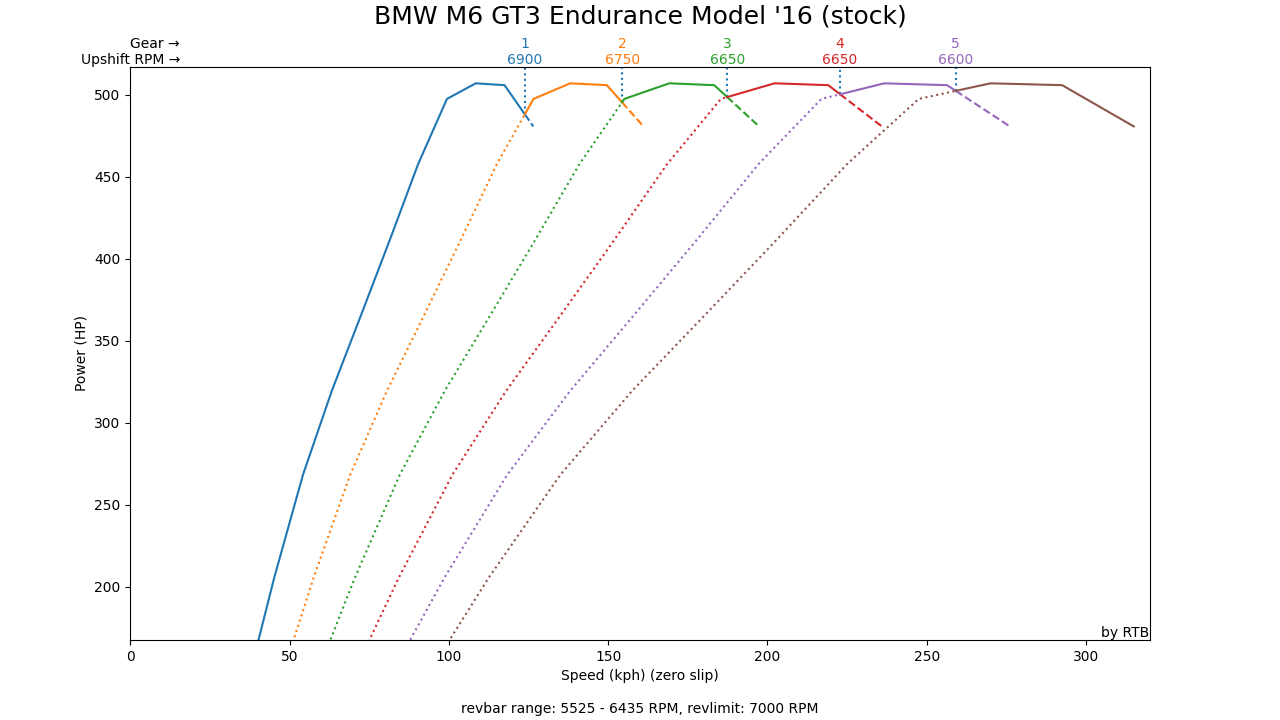 BMW M6 GT3 Endurance Model '16 (stock)
Gear → 1 2 3 4 5
Upshift RPM → 6900 6750 6650 6650 6600
500
450
400
350
300
250
200
Power (HP)
by RTB
0 50 100 150 200 250 300
Speed (kph) (zero slip)
revbar range: 5525 - 6435 RPM, revlimit: 7000 RPM